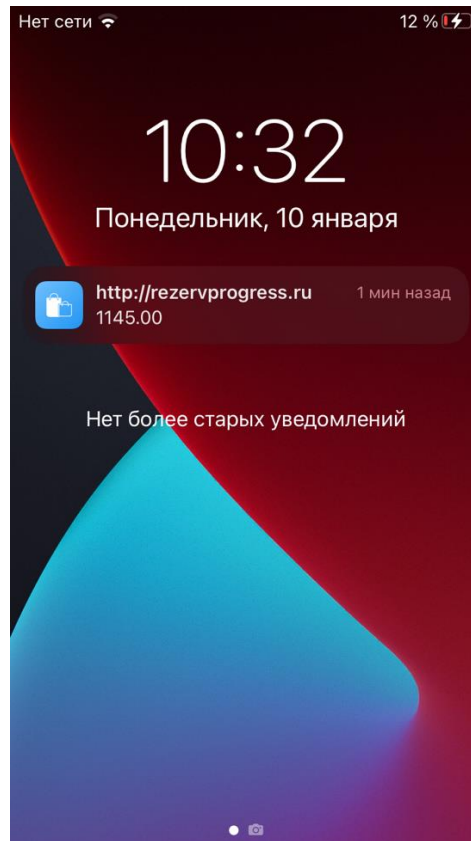 Нет сети 12 %
10:32
Понедельник, 10 января
http://rezervprogress.ru 1 мин назад
1145.00
Нет более старых уведомлений